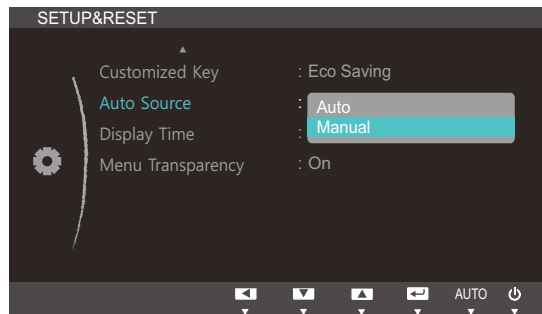 SETUP&RESET
Customized Key : Eco Saving
Auto Source : Auto
Manual
Display Time :
Menu Transparency : On
AUTO